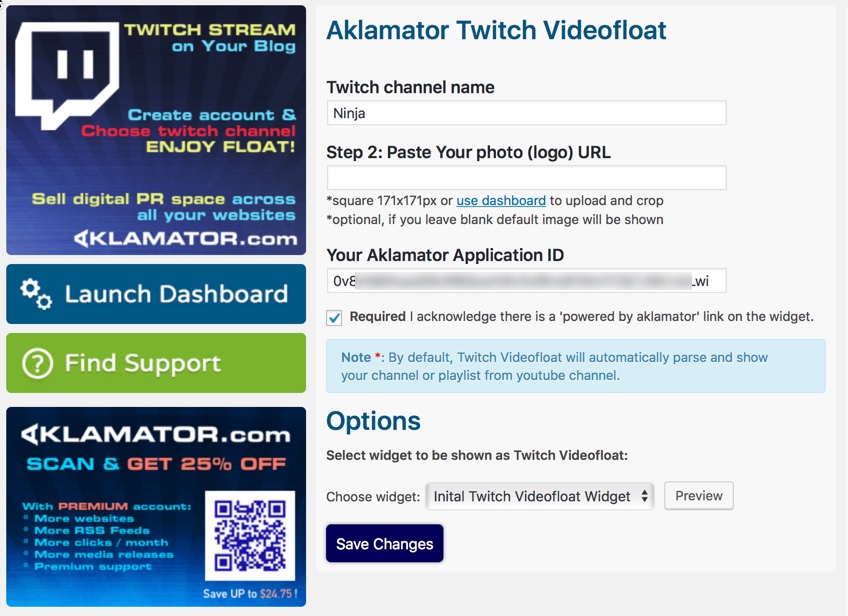 TWITCH STREAM
on Your Blog
Create account &
Choose twitch channel
ENJOY FLOAT!
Sell digital PR space across
all your websites
AKLAMATOR.com
Launch Dashboard
Find Support
AKLAMATOR.com
SCAN & GET 25% OFF
With PREMIUM account:
* More websites
* More RSS Feeds
* More clicks / month
* More media releases
* Premium support
Save UP to $24.75 !
Aklamator Twitch Videofloat
Twitch channel name
Ninja
Step 2: Paste Your photo (logo) URL
*square 171x171px or use dashboard to upload and crop
*optional, if you leave blank default image will be shown
Your Aklamator Application ID
0v8
Lwi
Required I acknowledge there is a 'powered by aklamator' link on the widget.
Note *: By default, Twitch Videofloat will automatically parse and show
your channel or playlist from youtube channel.
Options
Select widget to be shown as Twitch Videofloat:
Choose widget: Inital Twitch Videofloat Widget Preview
Save Changes